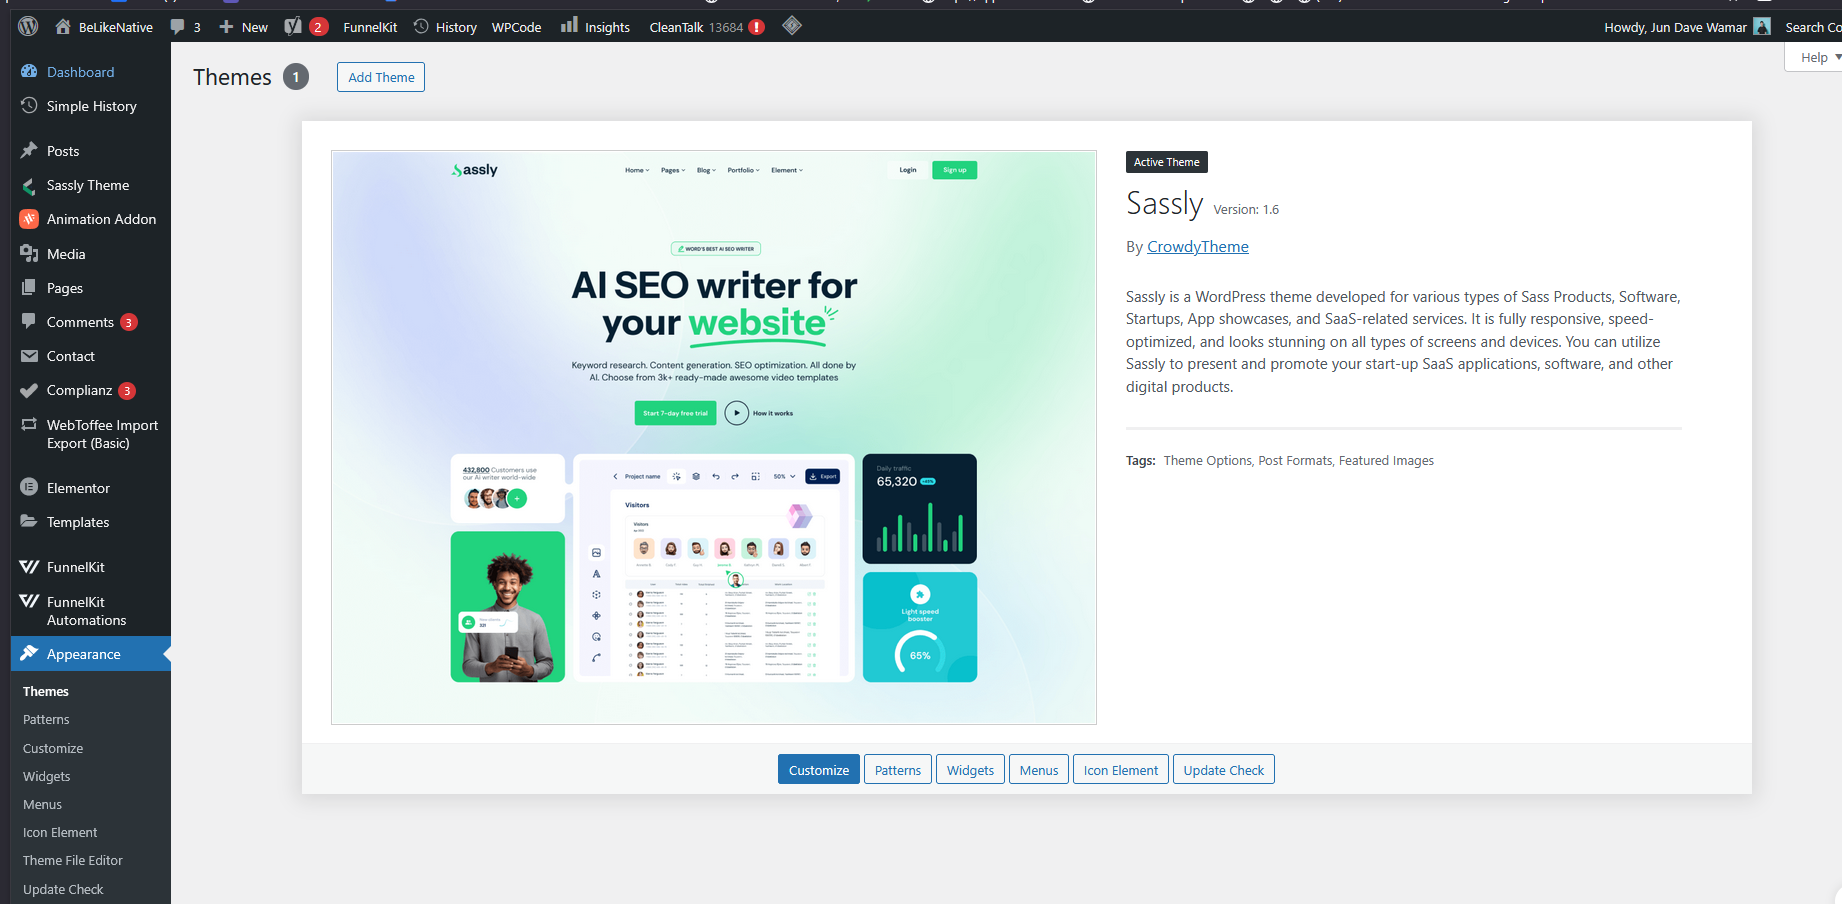 BeLikeNative
3
New
2
FunnelKit
History
WPCode
Insights
CleanTalk 13684 !
Howdy, Jun Dave Wamar
Search Co
Help
Dashboard
Simple History
Posts
Sassly Theme
Animation Addon
Media
Pages
Comments 3
Contact
Complianz 3
WebToffee Import
Export (Basic)
Elementor
Templates
FunnelKit
FunnelKit
Automations
Appearance
Themes
Patterns
Customize
Widgets
Menus
Icon Element
Theme File Editor
Update Check
Themes 1
Add Theme
Sassly
Home
Pages
Blog
Portfolio
Element
Login
Sign up
WORD'S BEST AI SEO WRITER
AI SEO writer for
your website
Keyword research. Content generation. SEO optimization. All done by
AI. Choose from 3k+ ready-made awesome video templates
Start 7-day free trial
How it works
432,800 Customers use
our AI writer world-wide
Project name
50%
Export
Visitors
Visitors
Daily traffic
65,320
Light speed
booster
65%
Active Theme
Sassly Version: 1.6
By CrowdyTheme
Sassly is a WordPress theme developed for various types of Sass Products, Software,
Startups, App showcases, and SaaS-related services. It is fully responsive, speed-
optimized, and looks stunning on all types of screens and devices. You can utilize
Sassly to present and promote your start-up SaaS applications, software, and other
digital products.
Tags: Theme Options, Post Formats, Featured Images
Customize
Patterns
Widgets
Menus
Icon Element
Update Check